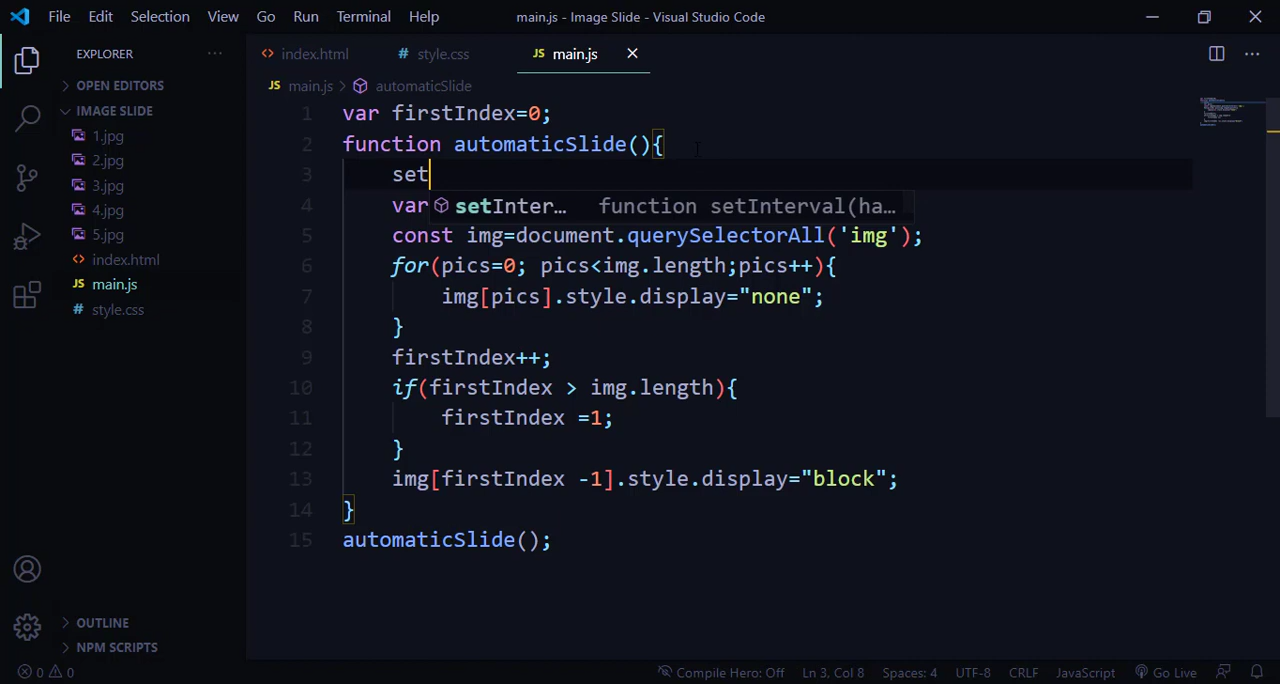 File Edit Selection View Go Run Terminal Help
main.js - Image Slide - Visual Studio Code
EXPLORER
OPEN EDITORS
IMAGE SLIDE
1.jpg
2.jpg
3.jpg
4.jpg
5.jpg
index.html
JS main.js
# style.css
OUTLINE
NPM SCRIPTS
index.html # style.css JS main.js
JS main.js > automaticSlide
1 var firstIndex=0;
2 function automaticSlide(){
3 set
4 var
setInter… function setInterval(ha…
5 const img=document.querySelectorAll('img');
6 for(pics=0; pics<img.length;pics++){
7 img[pics].style.display="none";
8 }
9 firstIndex++;
10 if(firstIndex > img.length){
11 firstIndex =1;
12 }
13 img[firstIndex -1].style.display="block";
14 }
15 automaticSlide();
0 0 Compile Hero: Off Ln 3, Col 8 Spaces: 4 UTF-8 CRLF JavaScript Go Live